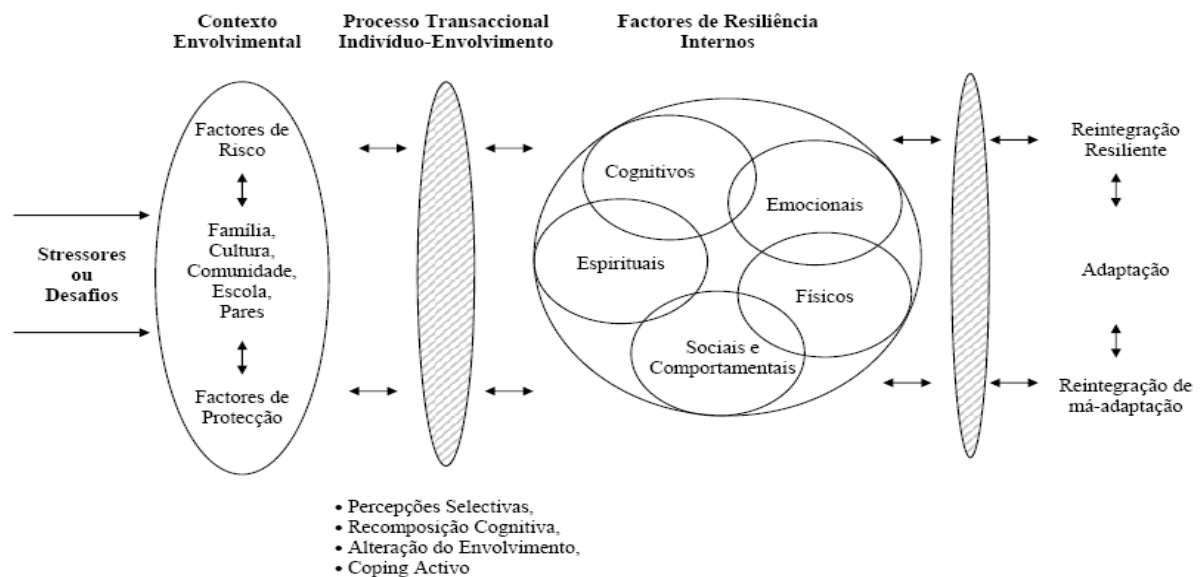 Contexto
Envolvimental
Processo Transaccional
Indivíduo-Envolvimento
Factores de Resiliência
Internos
Stressores
ou
Desafios
Factores de
Risco
Família,
Cultura,
Comunidade,
Escola,
Pares
Factores de
Protecção
• Percepções Selectivas,
• Recomposição Cognitiva,
• Alteração do Envolvimento,
• Coping Activo
Cognitivos
Emocionais
Espirituais
Físicos
Sociais e
Comportamentais
Reintegração
Resiliente
Adaptação
Reintegração de
má-adaptação